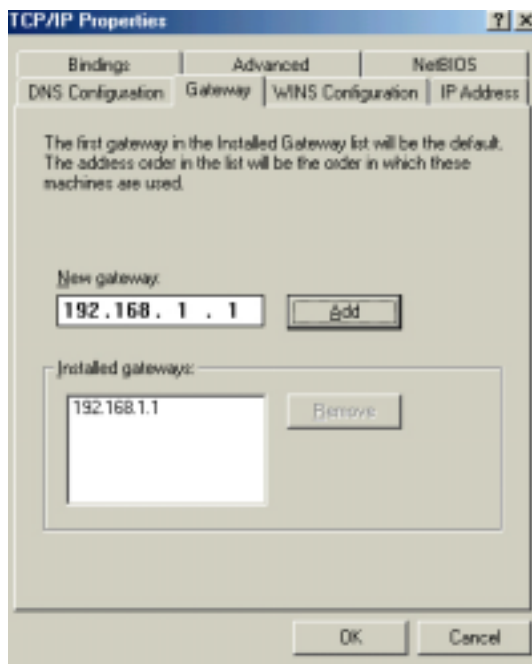 TCP/IP Properties
Bindings Advanced NetBIOS
DNS Configuration Gateway WINS Configuration IP Address
The first gateway in the Installed Gateway list will be the default.
The address order in the list will be the order in which these
machines are used.
New gateway:
192.168. 1 . 1 Add
Installed gateways:
192.168.1.1 Remove
OK Cancel